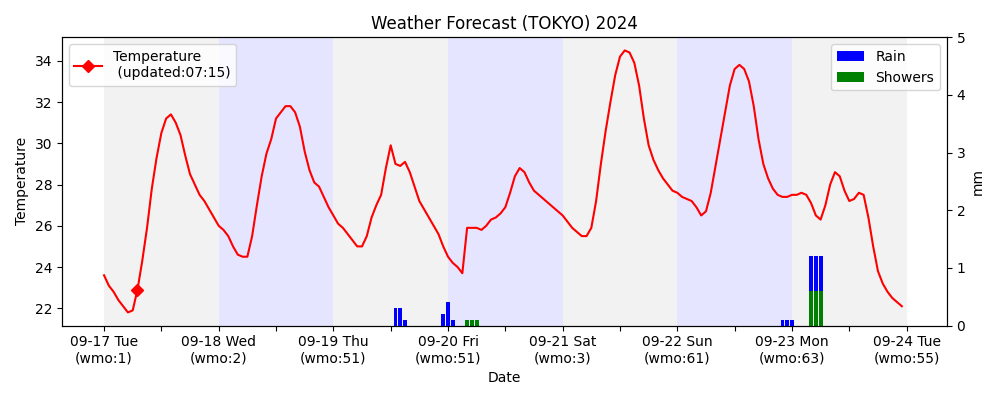 Weather Forecast (TOKYO) 2024
Temperature
(updated:07:15)
Rain
Showers
34
32
30
28
26
24
22
Temperature
5
4
3
2
1
0
mm
09-17 Tue
(wmo:1)
09-18 Wed
(wmo:2)
09-19 Thu
(wmo:51)
09-20 Fri
(wmo:51)
09-21 Sat
(wmo:3)
09-22 Sun
(wmo:61)
09-23 Mon
(wmo:63)
09-24 Tue
(wmo:55)
Date